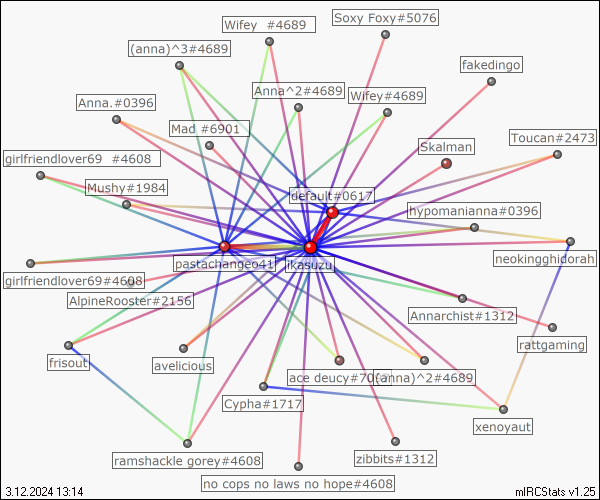 Soxy Foxy#5076
Wifey #4689
(anna)^3#4689
fakedingo
Anna^2#4689
Wifey#4689
Anna.#0396
Mad #6901
Toucan#2473
Skalman
girlfriendlover69 #4608
Mushy#1984
default#0617
hypomanianna#0396
neokingghidorah
pastachangeo41
ikasuzu
girlfriendlover69#4608
AlpineRooster#2156
Annarchist#1312
rattgaming
frisout
avelicious
ace deucy#70
(anna)^2#4689
Cypha#1717
xenoyaut
ramshackle gorey#4608
zibbits#1312
no cops no laws no hope#4608
3.12.2024 13:14
mIRCStats v1.25